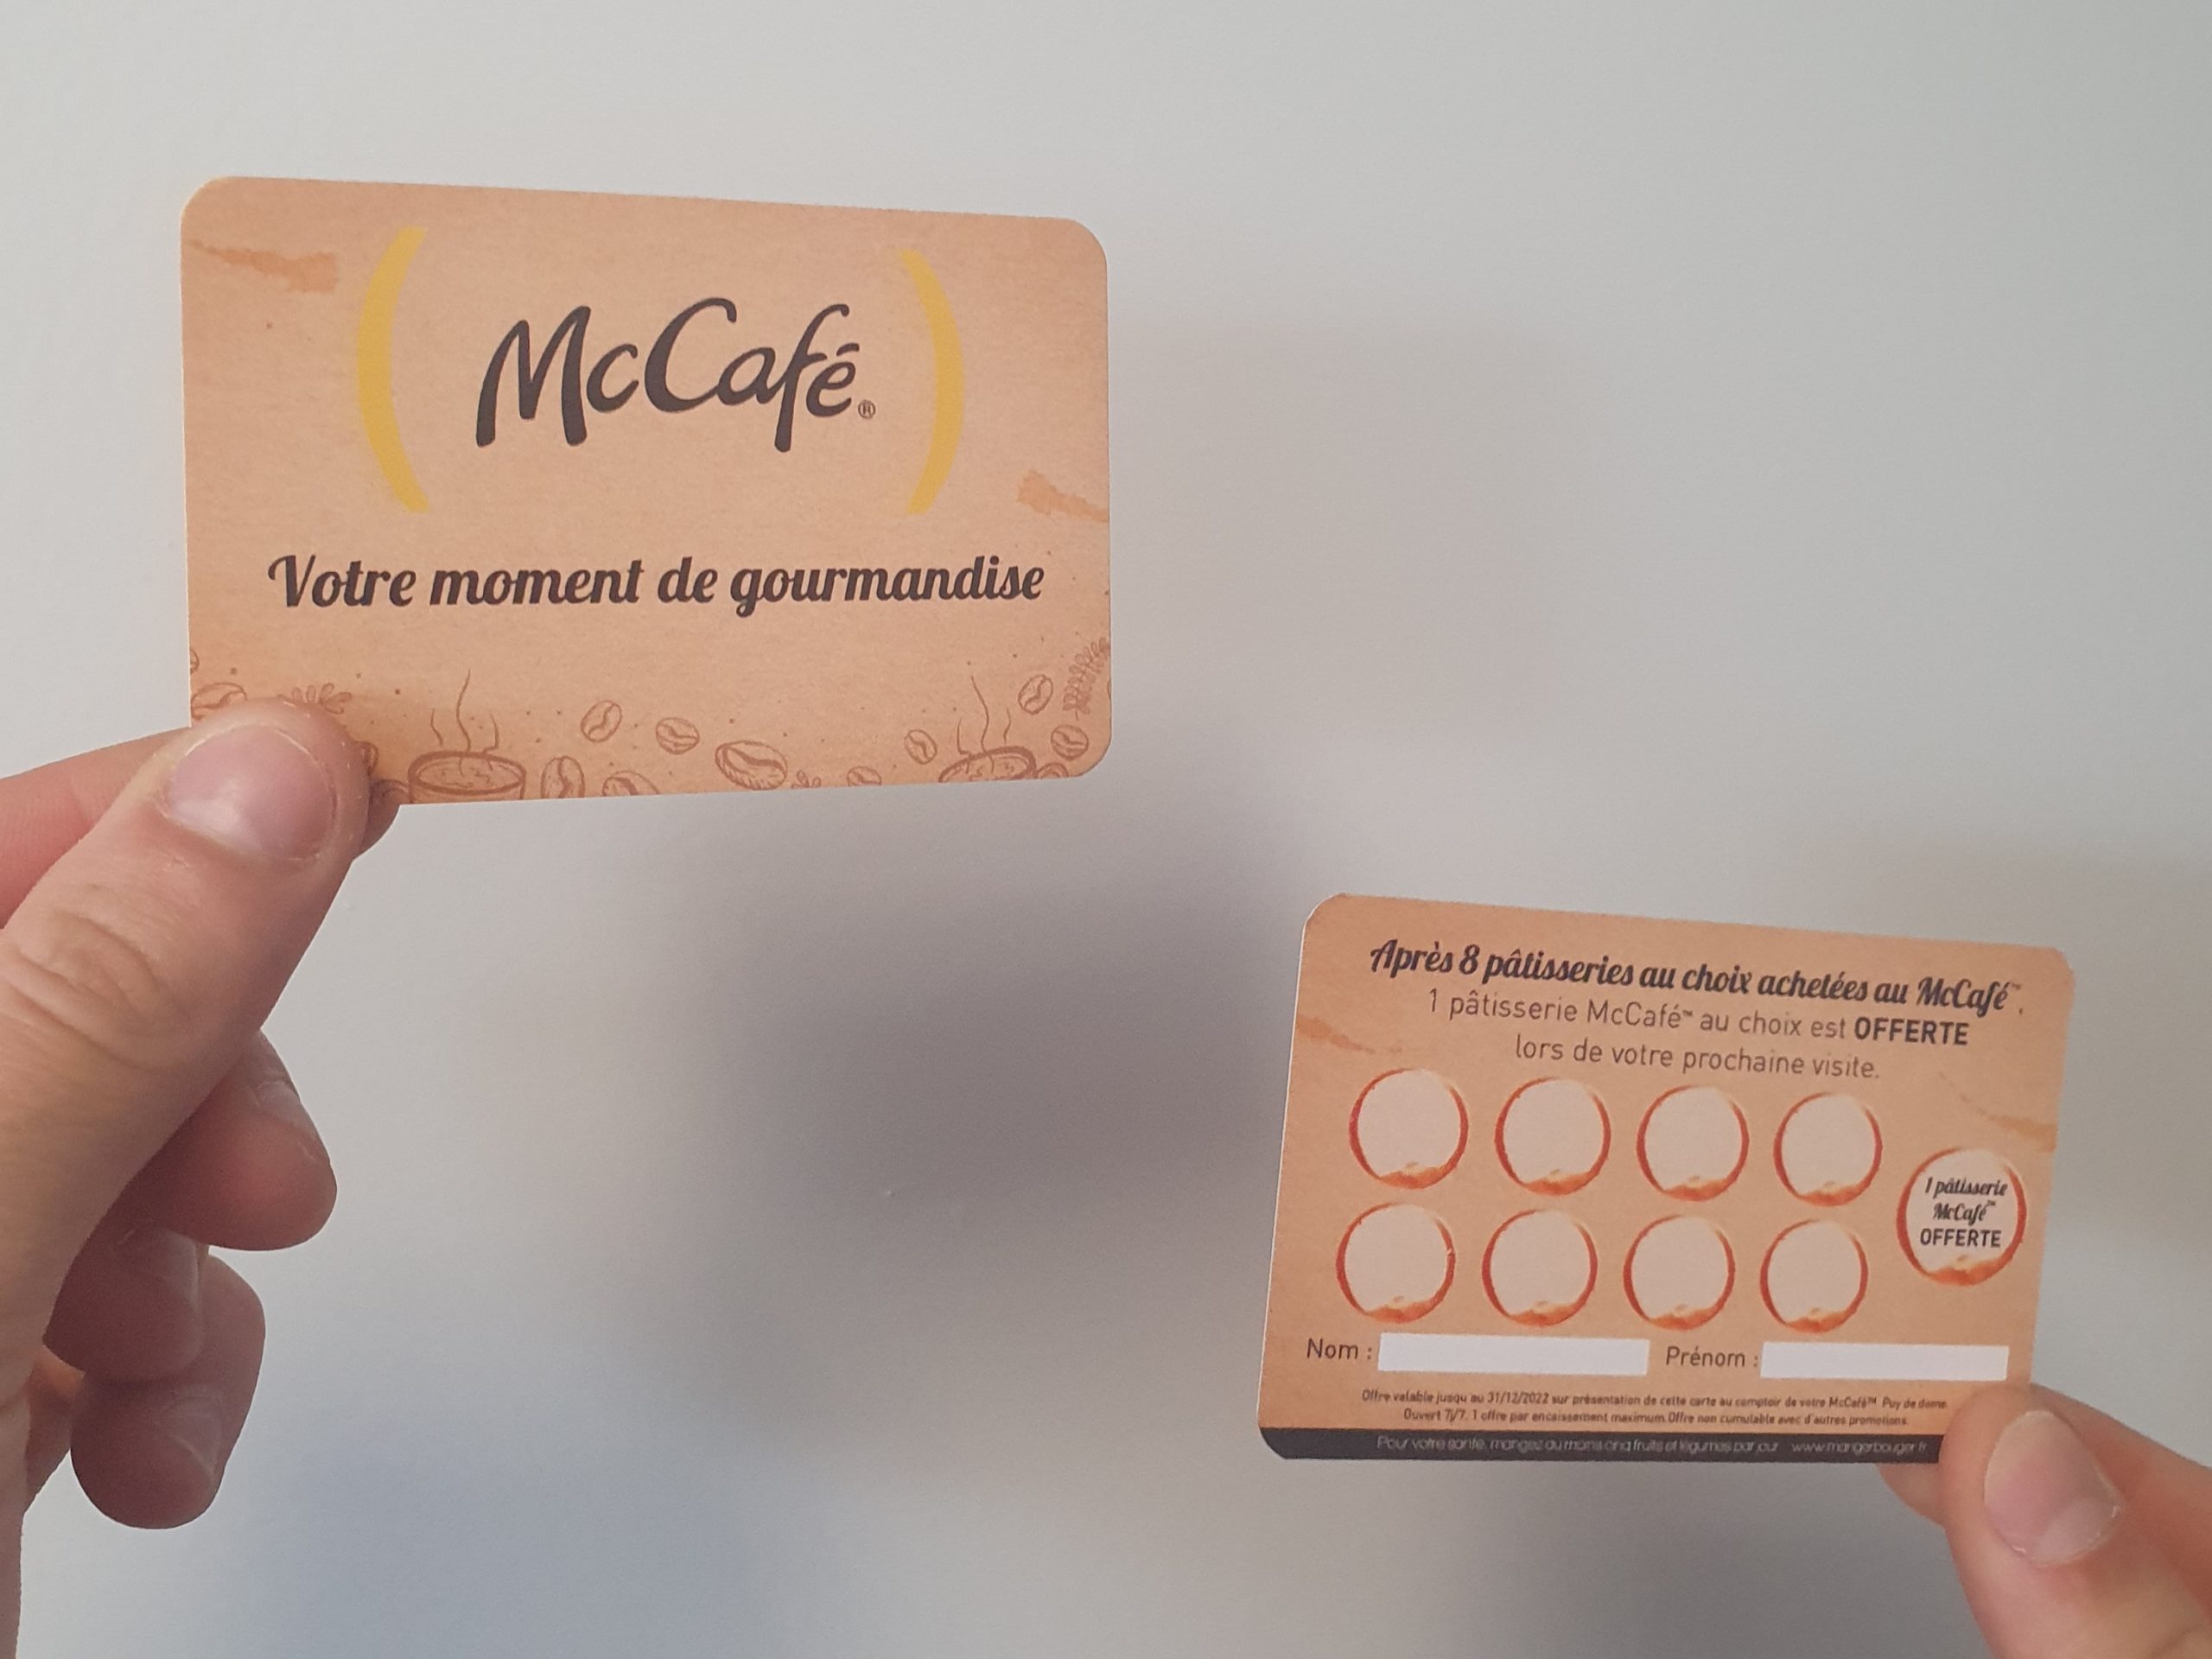 McCafé®
Votre moment de gourmandise
Après 8 pâtisseries au choix achetées au McCafé™.
1 pâtisserie McCafé™ au choix est OFFERTE
lors de votre prochaine visite.
1 pâtisserie
McCafé™
OFFERTE
Nom :
Prénom :
Offre valable jusqu'au 31/12/2022 sur présentation de cette carte au comptoir de votre McCafé™ Puy de dome
Ouvert 7j/7. 1 offre par encaissement maximum. Offre non cumulable avec d'autres promotions.
Pour votre santé, mangez au moins cinq fruits et légumes par jour www.mangerbouger.fr